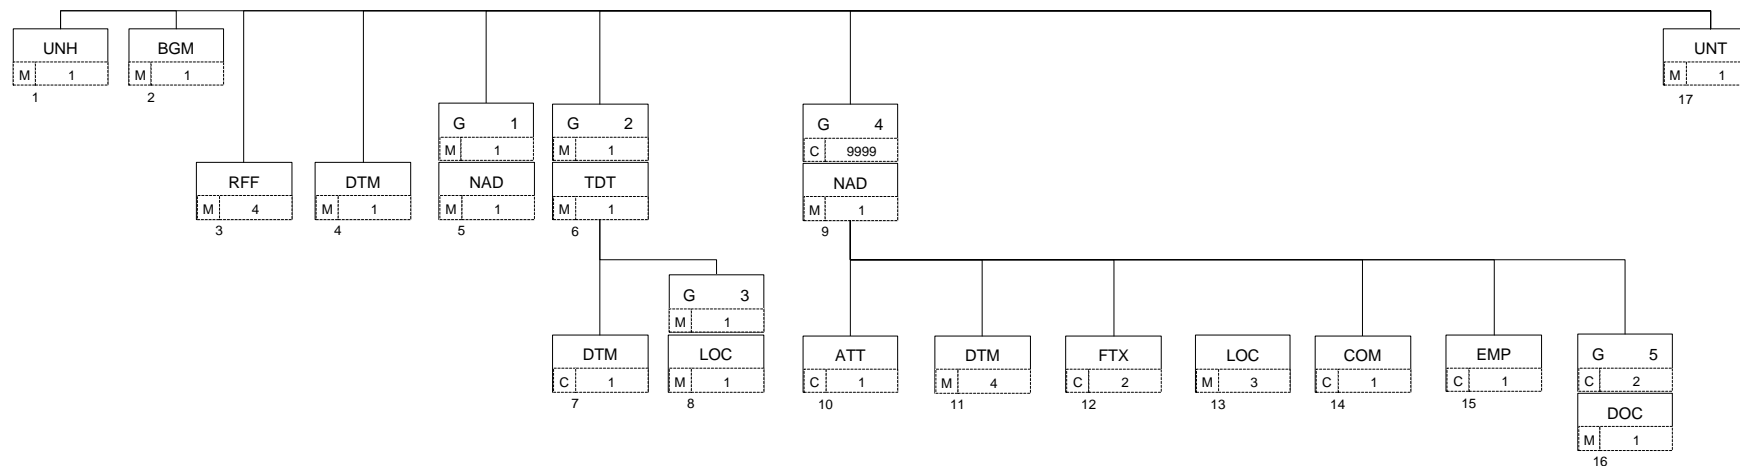 UNH
M 1
1
BGM
M 1
2
RFF
M 4
3
DTM
M 1
4
G 1
M 1
NAD
M 1
5
G 2
M 1
TDT
M 1
6
DTM
C 1
7
G 3
M 1
LOC
M 1
8
G 4
C 9999
NAD
M 1
9
ATT
C 1
10
DTM
M 4
11
FTX
C 2
12
LOC
M 3
13
COM
C 1
14
EMP
C 1
15
G 5
C 2
DOC
M 1
16
UNT
M 1
17